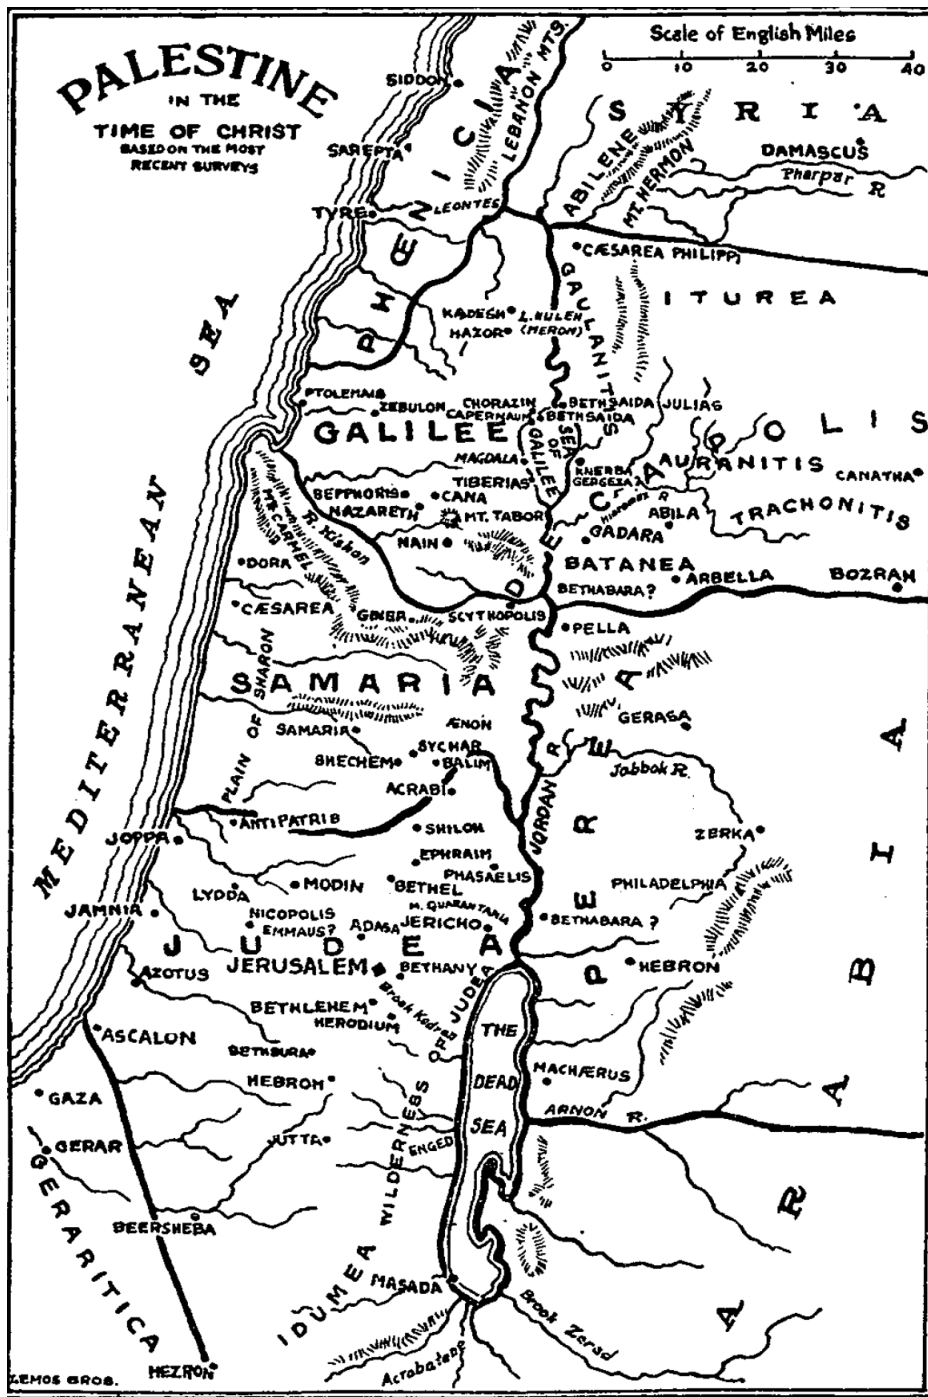 PALESTINE
IN THE
TIME OF CHRIST
BASED ON THE MOST
RECENT SURVEYS
Scale of English Miles
0 10 20 30 40
SIDDON
SAREPTA
TYRE
LEONTES
PHŒNICIA
LEBANON MTS.
SYRIA
ABILENE
MT. HERMON
DAMASCUS
Pharpar R
CÆSAREA PHILIPPI
ITUREA
GAULANITIS
KADESH
L. HULEH
HAZOR
(MEROM)
MEDITERRANEAN SEA
PTOLEMAIS
ZEBULON
CHORAZIN
BETHSAIDA JULIAS
CAPERNAUM
BETHSAIDA
GALILEE
SEA OF GALILEE
DECAPOLIS
MAGDALA
KHERBA
GERGEZA?
AURANITIS
CANATHA
TIBERIAS
SEPPHORIS
CANA
Hieromax R
NAZARETH
MT. TABOR
ABILA
TRACHONITIS
GADARA
MT. CARMEL
R. Kishon
NAIN
BATANEA
DORA
BETHABARA?
ARBELLA
BOZRAH
CÆSAREA
GINEA
SCYTHOPOLIS
PELLA
PLAIN OF SHARON
SAMARIA
SAMARIA
ÆNON
GERASA
SYCHAR
SHECHEM
SALIM
JORDAN R
Jabbok R.
ACRABI
ANTIPATRIS
PEREA
JOPPA
SHILOH
ZERKA
EPHRAIM
PHASAELIS
LYDDA
MODIN
BETHEL
PHILADELPHIA
M. QUARANTANIA
JAMNIA
NICOPOLIS
EMMAUS?
ADASA
JERICHO
BETHABARA ?
JUDEA
JERUSALEM
BETHANY
HEBRON
AZOTUS
BETHLEHEM
Brook Kedron
HERODIUM
THE
DEAD
SEA
ASCALON
BETHSURA
HEBRON
MACHÆRUS
GAZA
ARNON R.
GERAR
JUTTA
ENGEDI
WILDERNESS OF JUDEA
ARABIA
GERARITICA
BEERSHEBA
IDUMEA
MASADA
Brook Zered
Acrabatene
HEZRON
LEMOS BROS.